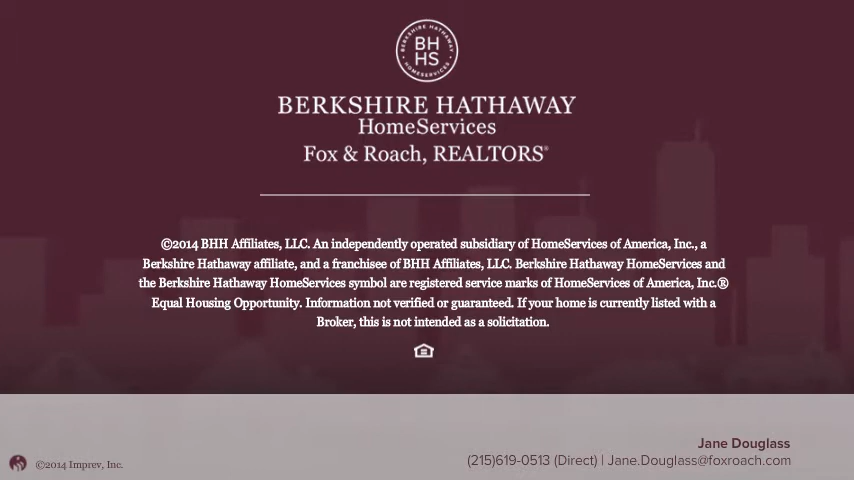 BERKSHIRE HATHAWAY
HOMESERVICES
BH
HS
BERKSHIRE HATHAWAY
HomeServices
Fox & Roach, REALTORS®
©2014 BHH Affiliates, LLC. An independently operated subsidiary of HomeServices of America, Inc., a
Berkshire Hathaway affiliate, and a franchisee of BHH Affiliates, LLC. Berkshire Hathaway HomeServices and
the Berkshire Hathaway HomeServices symbol are registered service marks of HomeServices of America, Inc.®
Equal Housing Opportunity. Information not verified or guaranteed. If your home is currently listed with a
Broker, this is not intended as a solicitation.
Jane Douglass
(215)619-0513 (Direct) | Jane.Douglass@foxroach.com
©2014 Imprev, Inc.